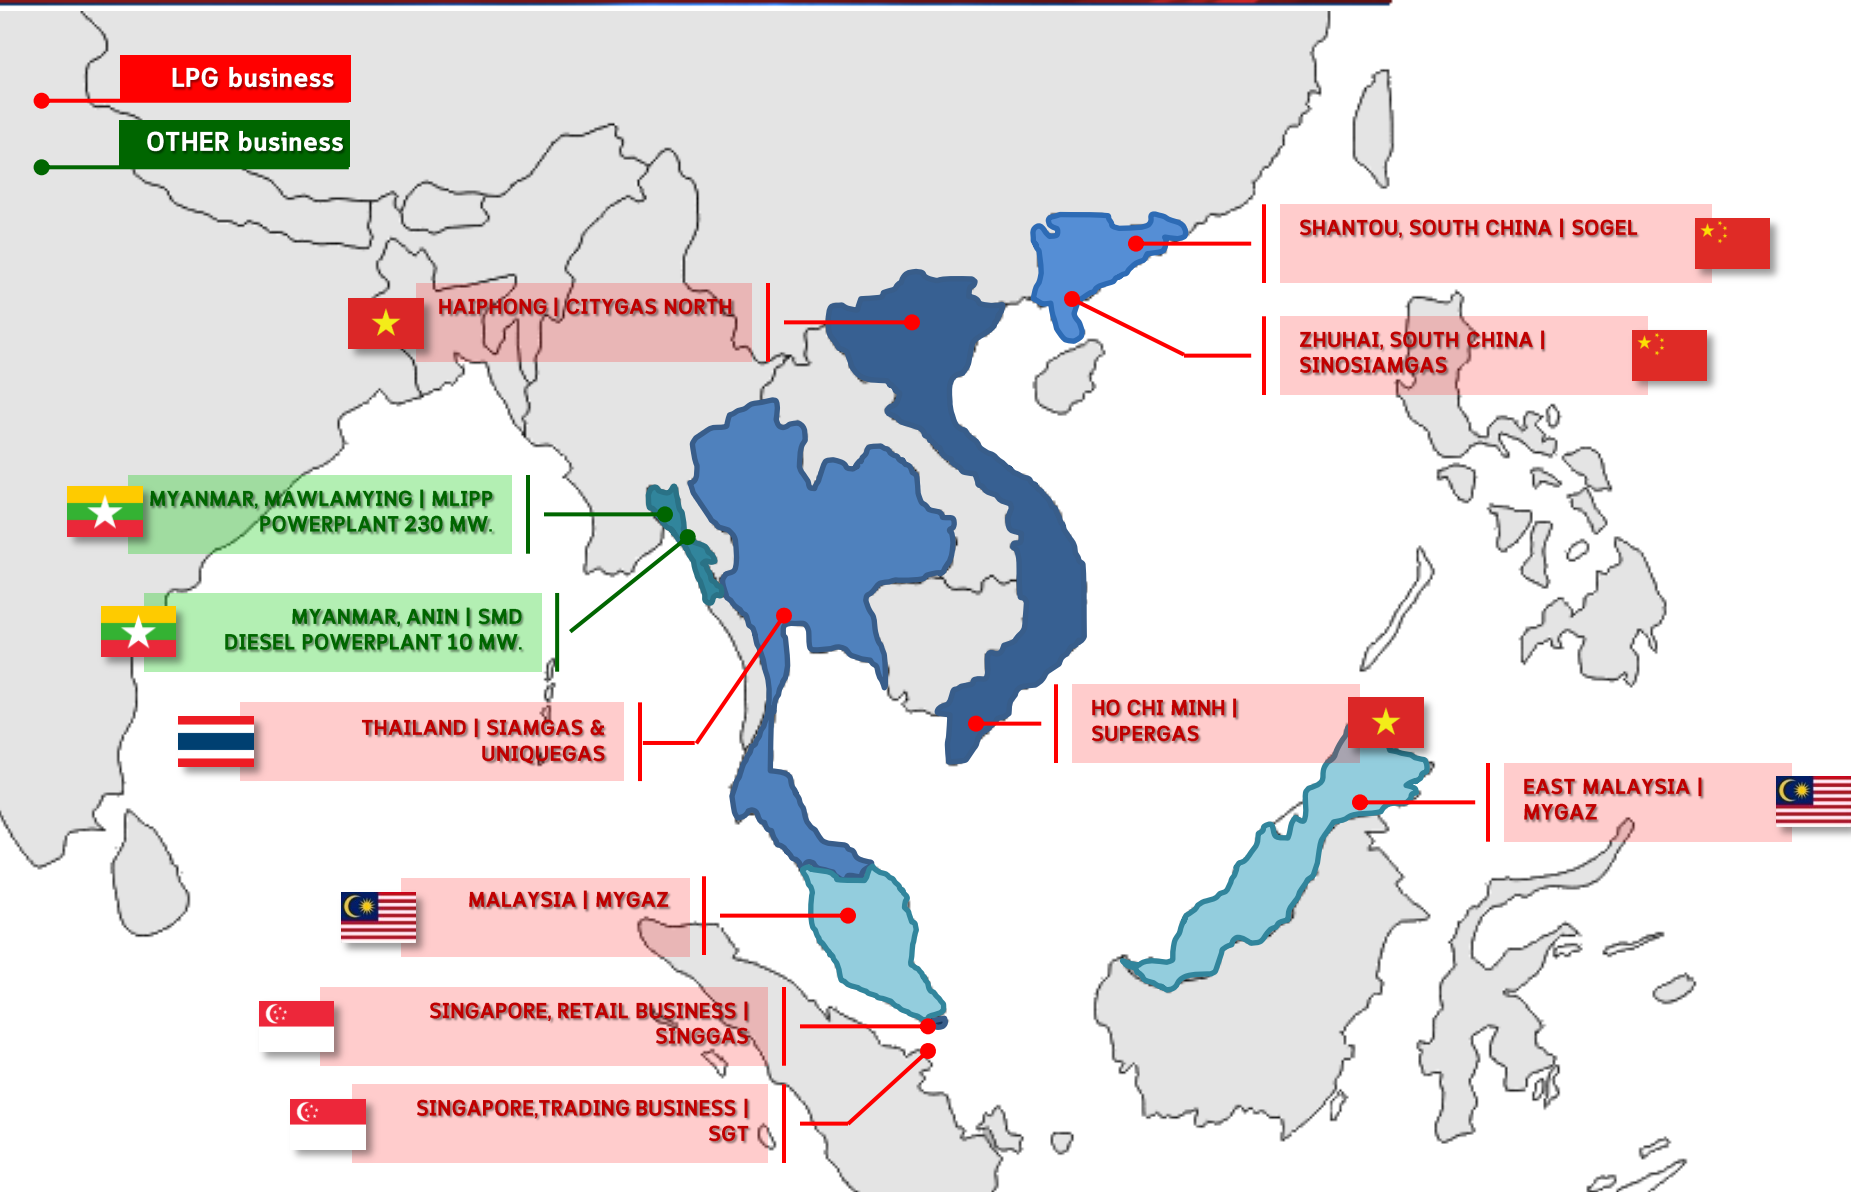 LPG business
OTHER business
SHANTOU, SOUTH CHINA | SOGEL
HAIPHONG | CITYGAS NORTH
ZHUHAI, SOUTH CHINA |
SINOSIAMGAS
MYANMAR, MAWLAMYING | MLIPP
POWERPLANT 230 MW.
MYANMAR, ANIN | SMD
DIESEL POWERPLANT 10 MW.
THAILAND | SIAMGAS &
UNIQUEGAS
HO CHI MINH |
SUPERGAS
EAST MALAYSIA |
MYGAZ
MALAYSIA | MYGAZ
SINGAPORE, RETAIL BUSINESS |
SINGGAS
SINGAPORE,TRADING BUSINESS |
SGT